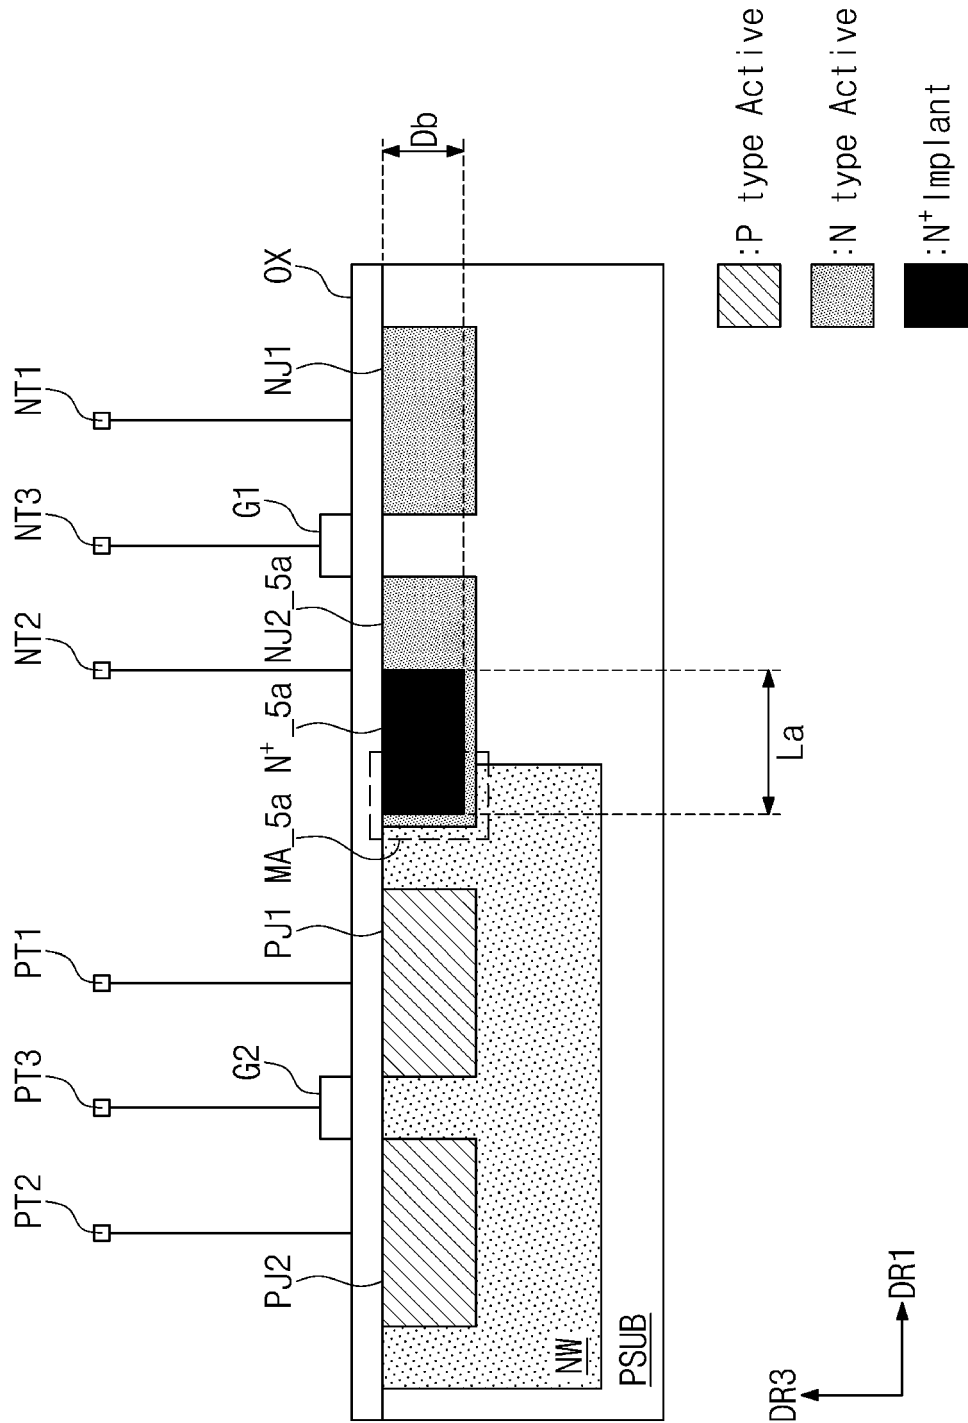 PT2
PT3
PT1
NT2
NT3
NT1
PJ2
G2
PJ1
MA_5a
N⁺_5a
NJ2_5a
G1
NJ1
OX
Db
NW
PSUB
La
DR3
DR1
:P type Active
:N type Active
:N⁺Implant